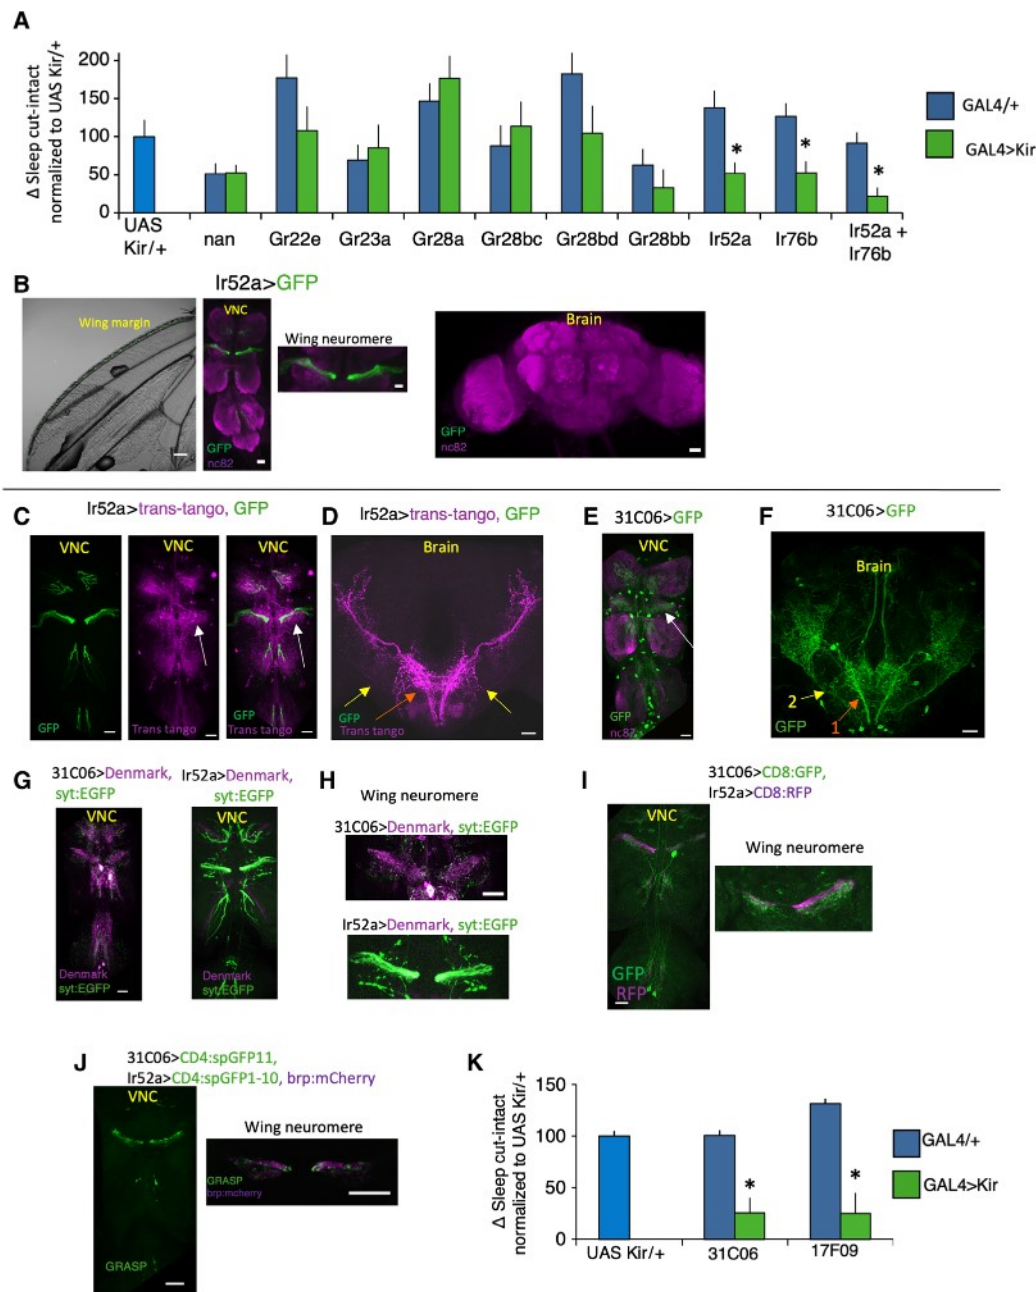 A
Δ Sleep cut-intact
normalized to UAS Kir/+
200
150
100
50
0
UAS
Kir/+
nan
Gr22e
Gr23a
Gr28a
Gr28bc
Gr28bd
Gr28bb
Ir52a
Ir76b
Ir52a +
Ir76b
*
*
*
GAL4/+
GAL4>Kir
B
Ir52a>GFP
Wing margin
VNC
GFP
nc82
Wing neuromere
Brain
GFP
nc82
C
Ir52a>trans-tango, GFP
VNC
GFP
VNC
Trans tango
VNC
GFP
Trans tango
D
Ir52a>trans-tango, GFP
Brain
GFP
Trans tango
E
31C06>GFP
VNC
GFP
nc82
F
31C06>GFP
Brain
2
1
GFP
G
31C06>Denmark,
syt:EGFP
VNC
Denmark
syt:EGFP
Ir52a>Denmark,
syt:EGFP
VNC
Denmark
syt:EGFP
H
Wing neuromere
31C06>Denmark, syt:EGFP
Ir52a>Denmark, syt:EGFP
I
31C06>CD8:GFP,
Ir52a>CD8:RFP
VNC
GFP
RFP
Wing neuromere
J
31C06>CD4:spGFP11,
Ir52a>CD4:spGFP1-10, brp:mCherry
VNC
GRASP
Wing neuromere
GRASP
brp:mcherry
K
Δ Sleep cut-intact
normalized to UAS Kir/+
150
100
50
0
UAS Kir/+
31C06
17F09
*
*
GAL4/+
GAL4>Kir